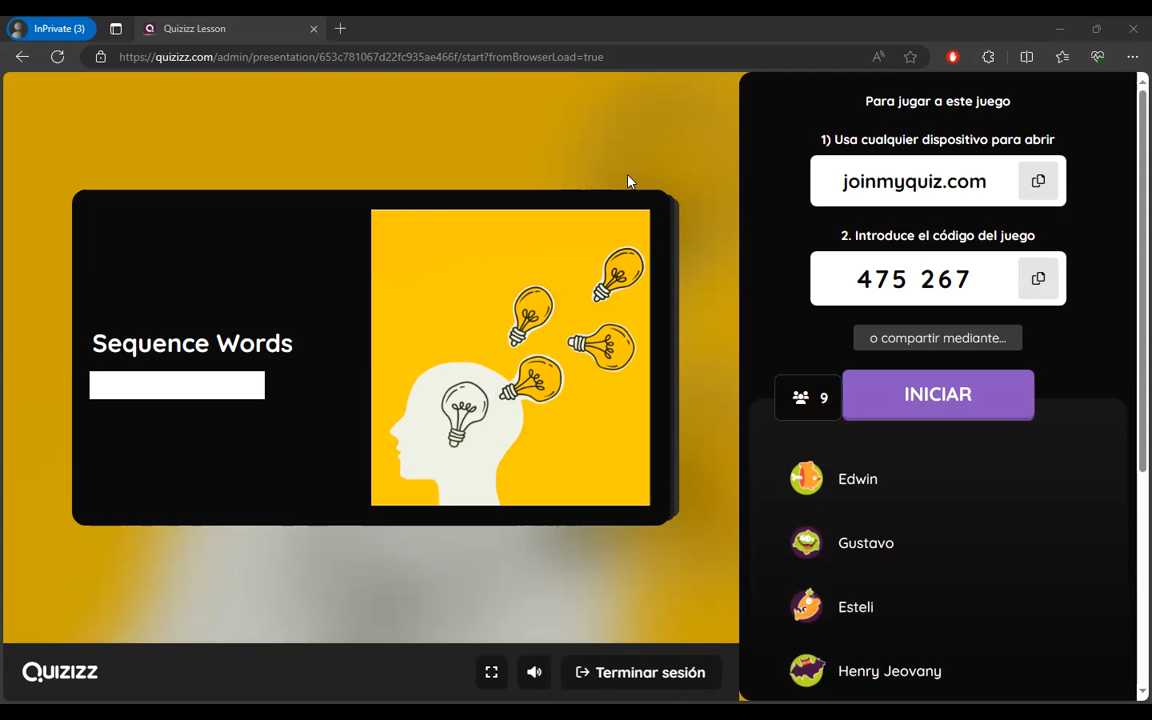 InPrivate (3)
Quizizz Lesson
https://quizizz.com/admin/presentation/653c781067d22fc935ae466f/start?fromBrowserLoad=true
Sequence Words
Para jugar a este juego
1) Usa cualquier dispositivo para abrir
joinmyquiz.com
2. Introduce el código del juego
475 267
o compartir mediante...
9
INICIAR
Edwin
Gustavo
Esteli
Henry Jeovany
QUIZIZZ
Terminar sesión